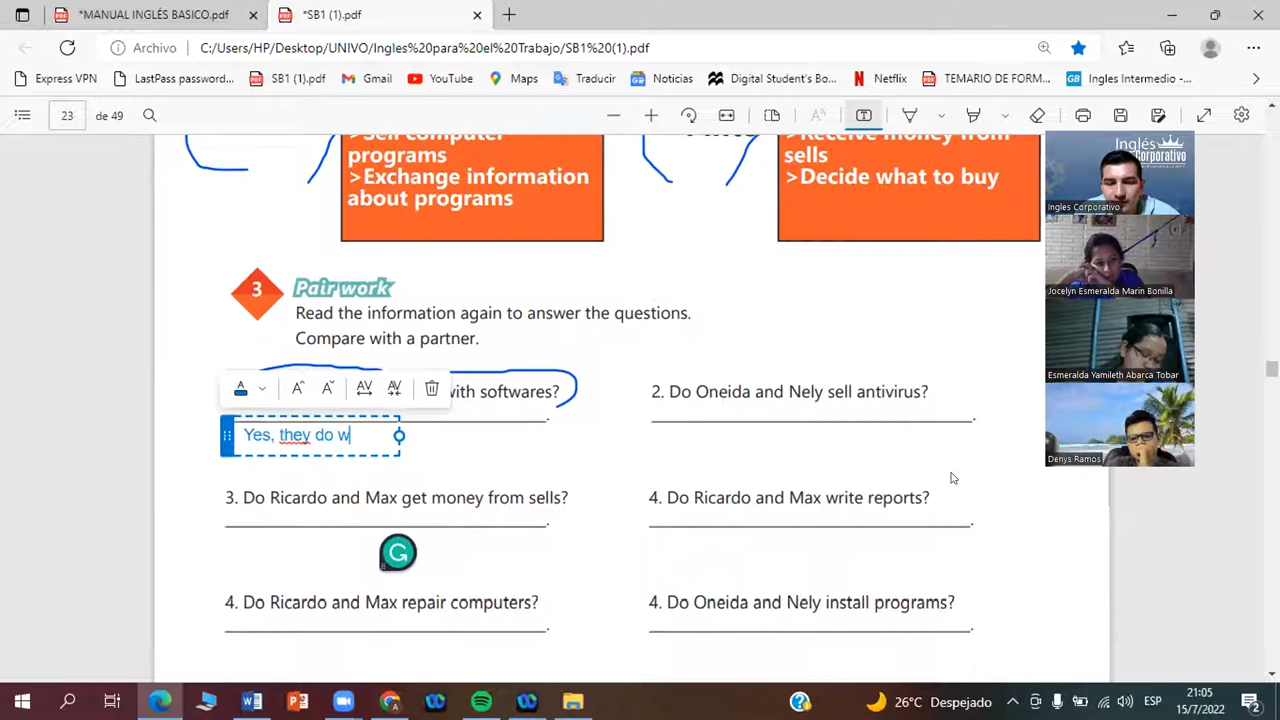 *MANUAL INGLÉS BASICO.pdf
*SB1 (1).pdf
Archivo
C:/Users/HP/Desktop/UNIVO/Ingles%20para%20el%20Trabajo/SB1%20(1).pdf
Express VPN
LastPass password...
SB1 (1).pdf
Gmail
YouTube
Maps
Traducir
Noticias
Digital Student's Bo...
Netflix
TEMARIO DE FORM...
Ingles Intermedio -...
23
de 49
>Sell computer
programs
>Exchange information
about programs
>Receive money from
sells
>Decide what to buy
Inglés
Corporativo
Ingles Corporativo
Jocelyn Esmeralda Marin Bonilla
Esmeralda Yamileth Abarca Tobar
Denys Ramos
3
Pair work
Read the information again to answer the questions.
Compare with a partner.
with softwares?
2. Do Oneida and Nely sell antivirus?
Yes, they do w
3. Do Ricardo and Max get money from sells?
4. Do Ricardo and Max write reports?
4. Do Ricardo and Max repair computers?
4. Do Oneida and Nely install programs?
26°C Despejado
ESP
21:05
15/7/2022
2